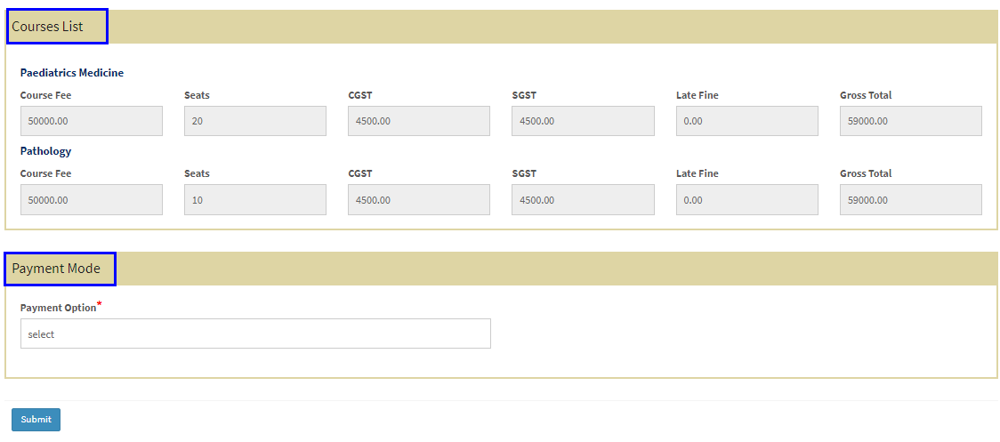 Courses List
Paediatrics Medicine
Course Fee Seats CGST SGST Late Fine Gross Total
50000.00 20 4500.00 4500.00 0.00 59000.00
Pathology
Course Fee Seats CGST SGST Late Fine Gross Total
50000.00 10 4500.00 4500.00 0.00 59000.00
Payment Mode
Payment Option*
select
Submit